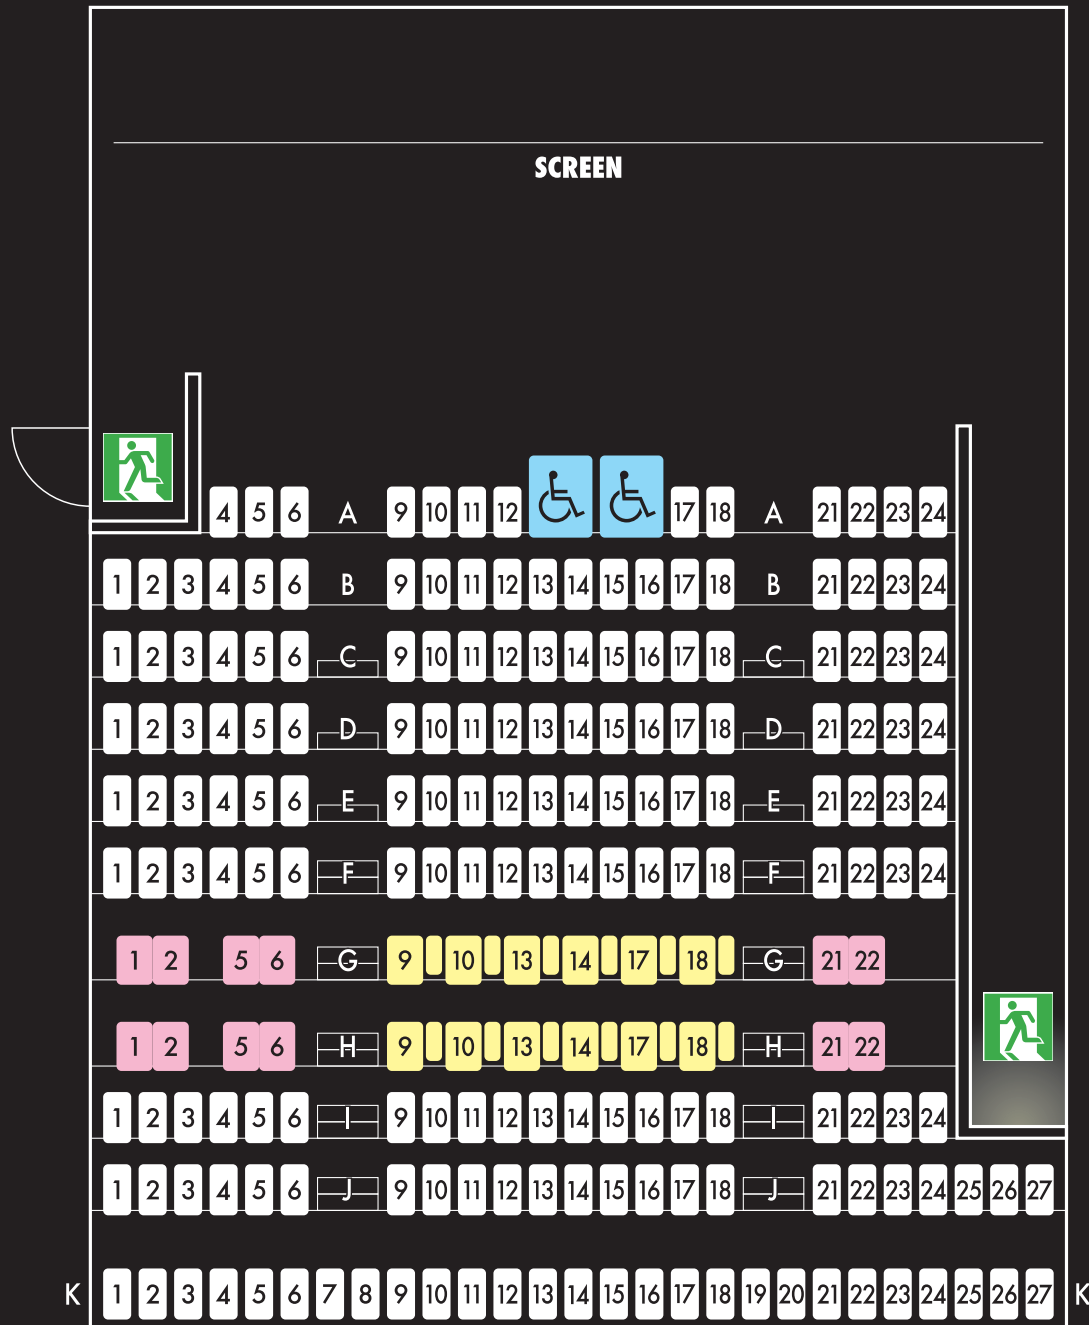 SCREEN
4 5 6 A 9 10 11 12 17 18 A 21 22 23 24
1 2 3 4 5 6 B 9 10 11 12 13 14 15 16 17 18 B 21 22 23 24
1 2 3 4 5 6 C 9 10 11 12 13 14 15 16 17 18 C 21 22 23 24
1 2 3 4 5 6 D 9 10 11 12 13 14 15 16 17 18 D 21 22 23 24
1 2 3 4 5 6 E 9 10 11 12 13 14 15 16 17 18 E 21 22 23 24
1 2 3 4 5 6 F 9 10 11 12 13 14 15 16 17 18 F 21 22 23 24
1 2 5 6 G 9 10 13 14 17 18 G 21 22
1 2 5 6 H 9 10 13 14 17 18 H 21 22
1 2 3 4 5 6 I 9 10 11 12 13 14 15 16 17 18 I 21 22 23 24
1 2 3 4 5 6 J 9 10 11 12 13 14 15 16 17 18 J 21 22 23 24 25 26 27
K 1 2 3 4 5 6 7 8 9 10 11 12 13 14 15 16 17 18 19 20 21 22 23 24 25 26 27 K